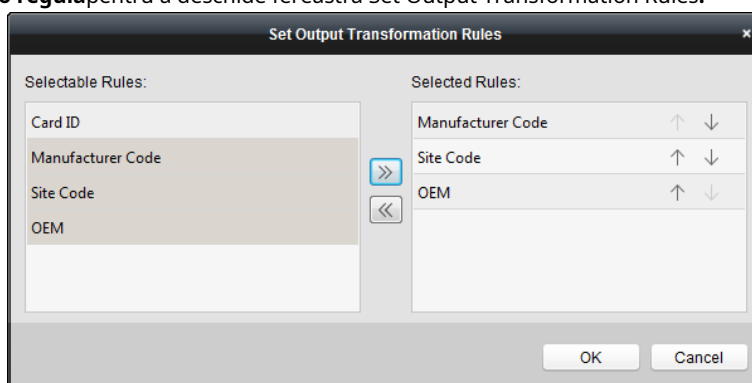 o regulapentru a deschide fereastra Set Output Transformation Rules.
Set Output Transformation Rules ×
Selectable Rules: Selected Rules:
Card ID Manufacturer Code ↑ ↓
Manufacturer Code Site Code ↑ ↓
Site Code OEM ↑ ↓
OEM
OK Cancel